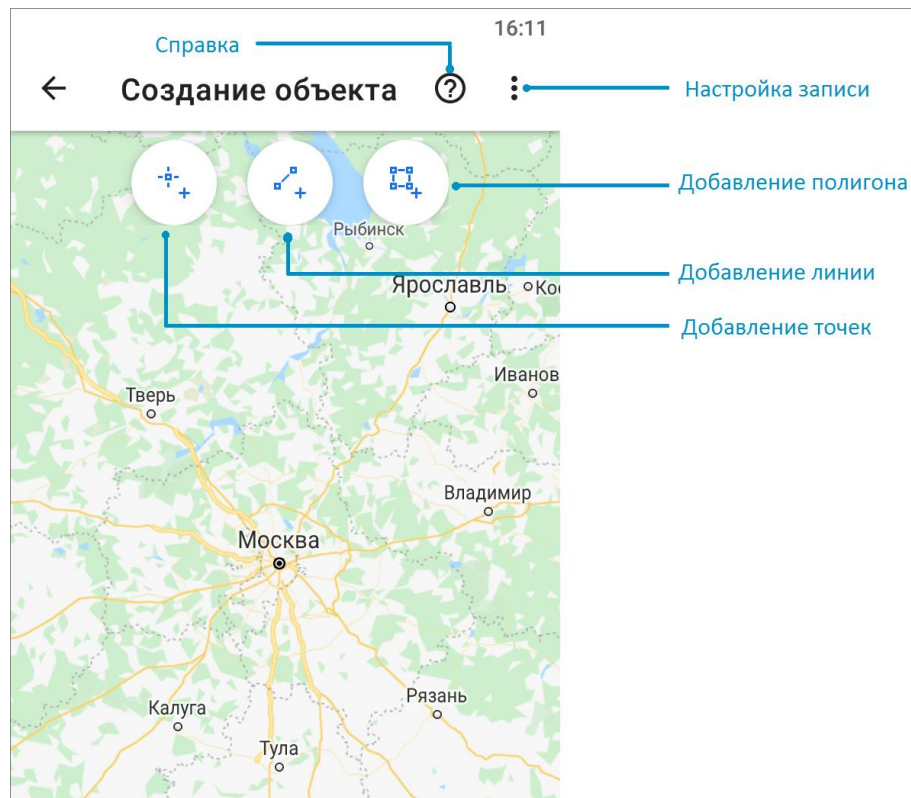 16:11
Справка
Создание объекта
Настройка записи
Добавление полигона
Рыбинск
Добавление линии
Ярославль
Ко
Добавление точек
Иванов
Тверь
Владимир
Москва
Рязань
Калуга
Тула